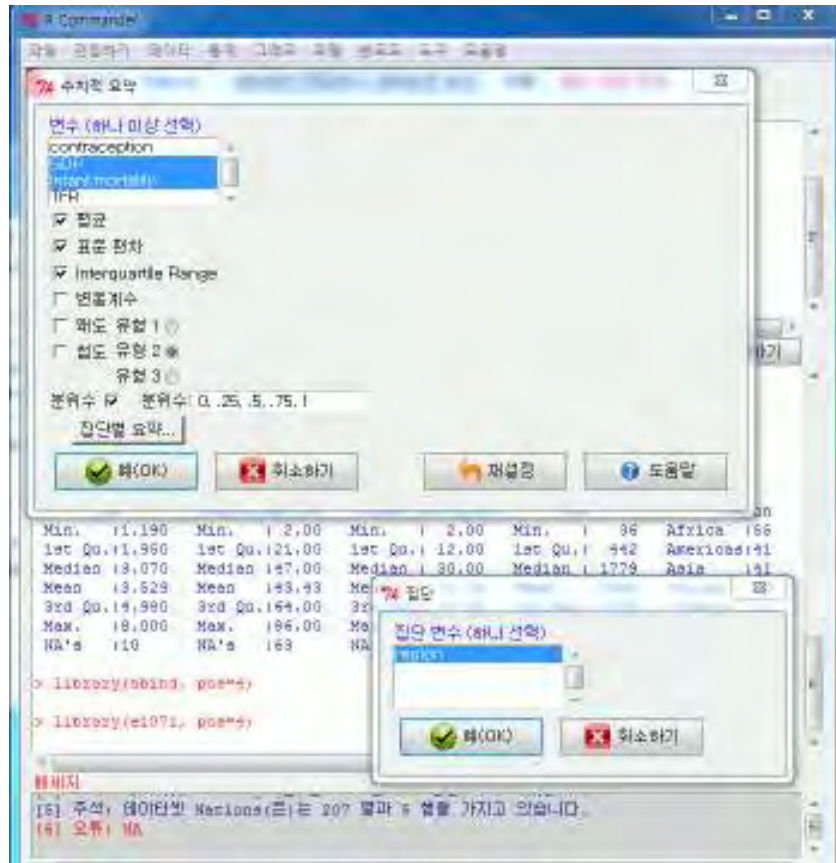 R Commander
수치적 요약
변수 (하나 이상 선택)
contraception
GDP
infant.mortality
TFR
평균
표준 편차
Interquartile Range
변동계수
왜도 유형 1
첨도 유형 2
유형 3
분위수 분위수: 0, .25, .5, .75, 1
집단별 요약...
예(OK) 취소하기 재설정 도움말
Min. :1.190 Min. : 2.00 Min. : 2.00 Min. : 36 Africa :55
1st Qu.:1.950 1st Qu.:21.00 1st Qu.: 12.00 1st Qu.: 442 Americas:41
Median :3.070 Median :47.00 Median : 30.00 Median : 1779 Asia :41
Mean :3.529 Mean :43.43
3rd Qu.:4.980 3rd Qu.:64.00
Max. :8.000 Max. :86.00
NA's :10 NA's :63
집단
집단 변수 (하나 선택)
region
예(OK) 취소하기
> library(abind, pos=4)
> library(e1071, pos=4)
메시지
[5] 주석: 데이터셋 Nations(은)는 207 열과 5 행을 가지고 있습니다.
[6] 오류: NA